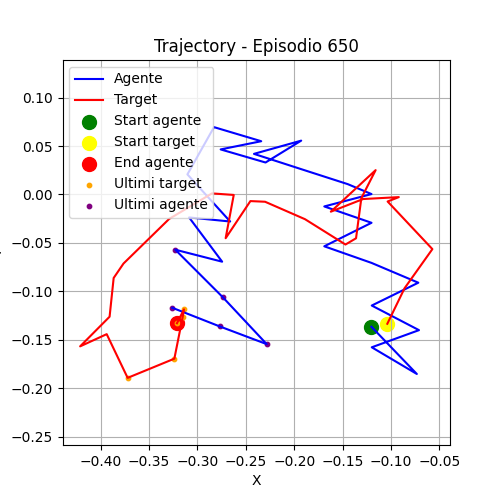 Trajectory - Episodio 650
Agente
Target
Start agente
Start target
End agente
Ultimi target
Ultimi agente
0.10
0.05
0.00
−0.05
−0.10
−0.15
−0.20
−0.25
−0.40 −0.35 −0.30 −0.25 −0.20 −0.15 −0.10 −0.05
X